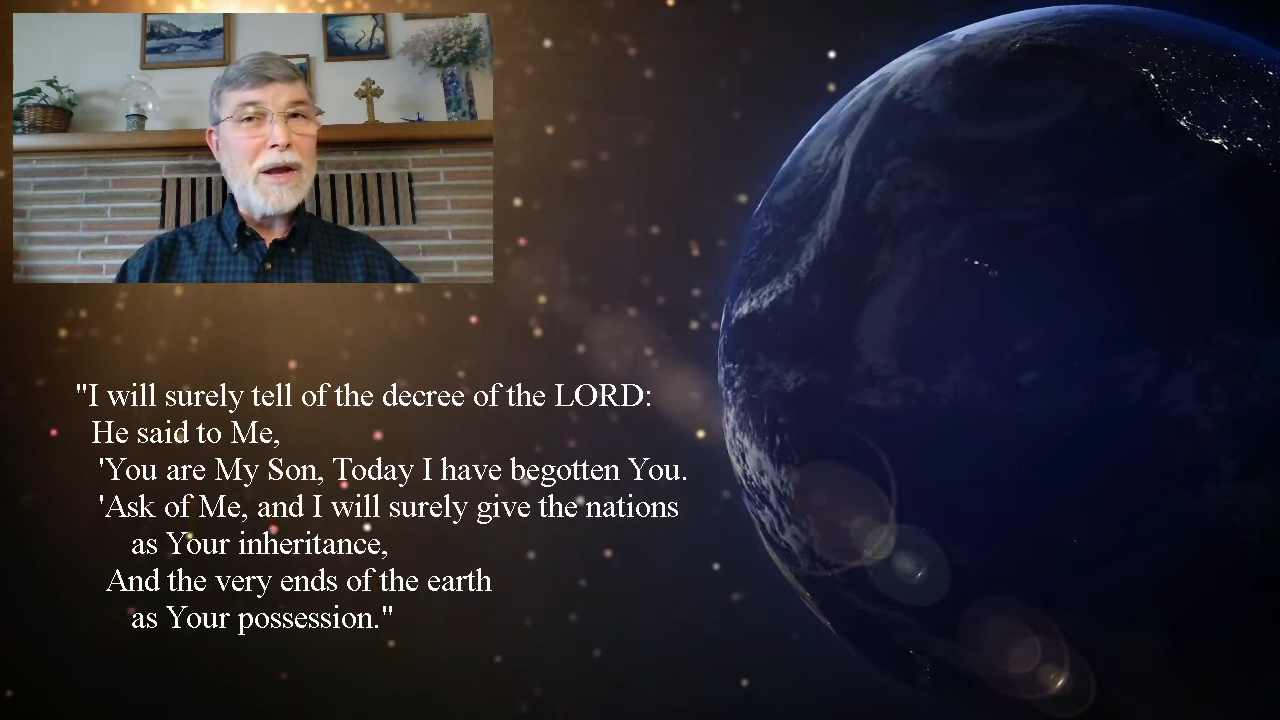 "I will surely tell of the decree of the LORD:
He said to Me,
'You are My Son, Today I have begotten You.
'Ask of Me, and I will surely give the nations
as Your inheritance,
And the very ends of the earth
as Your possession."